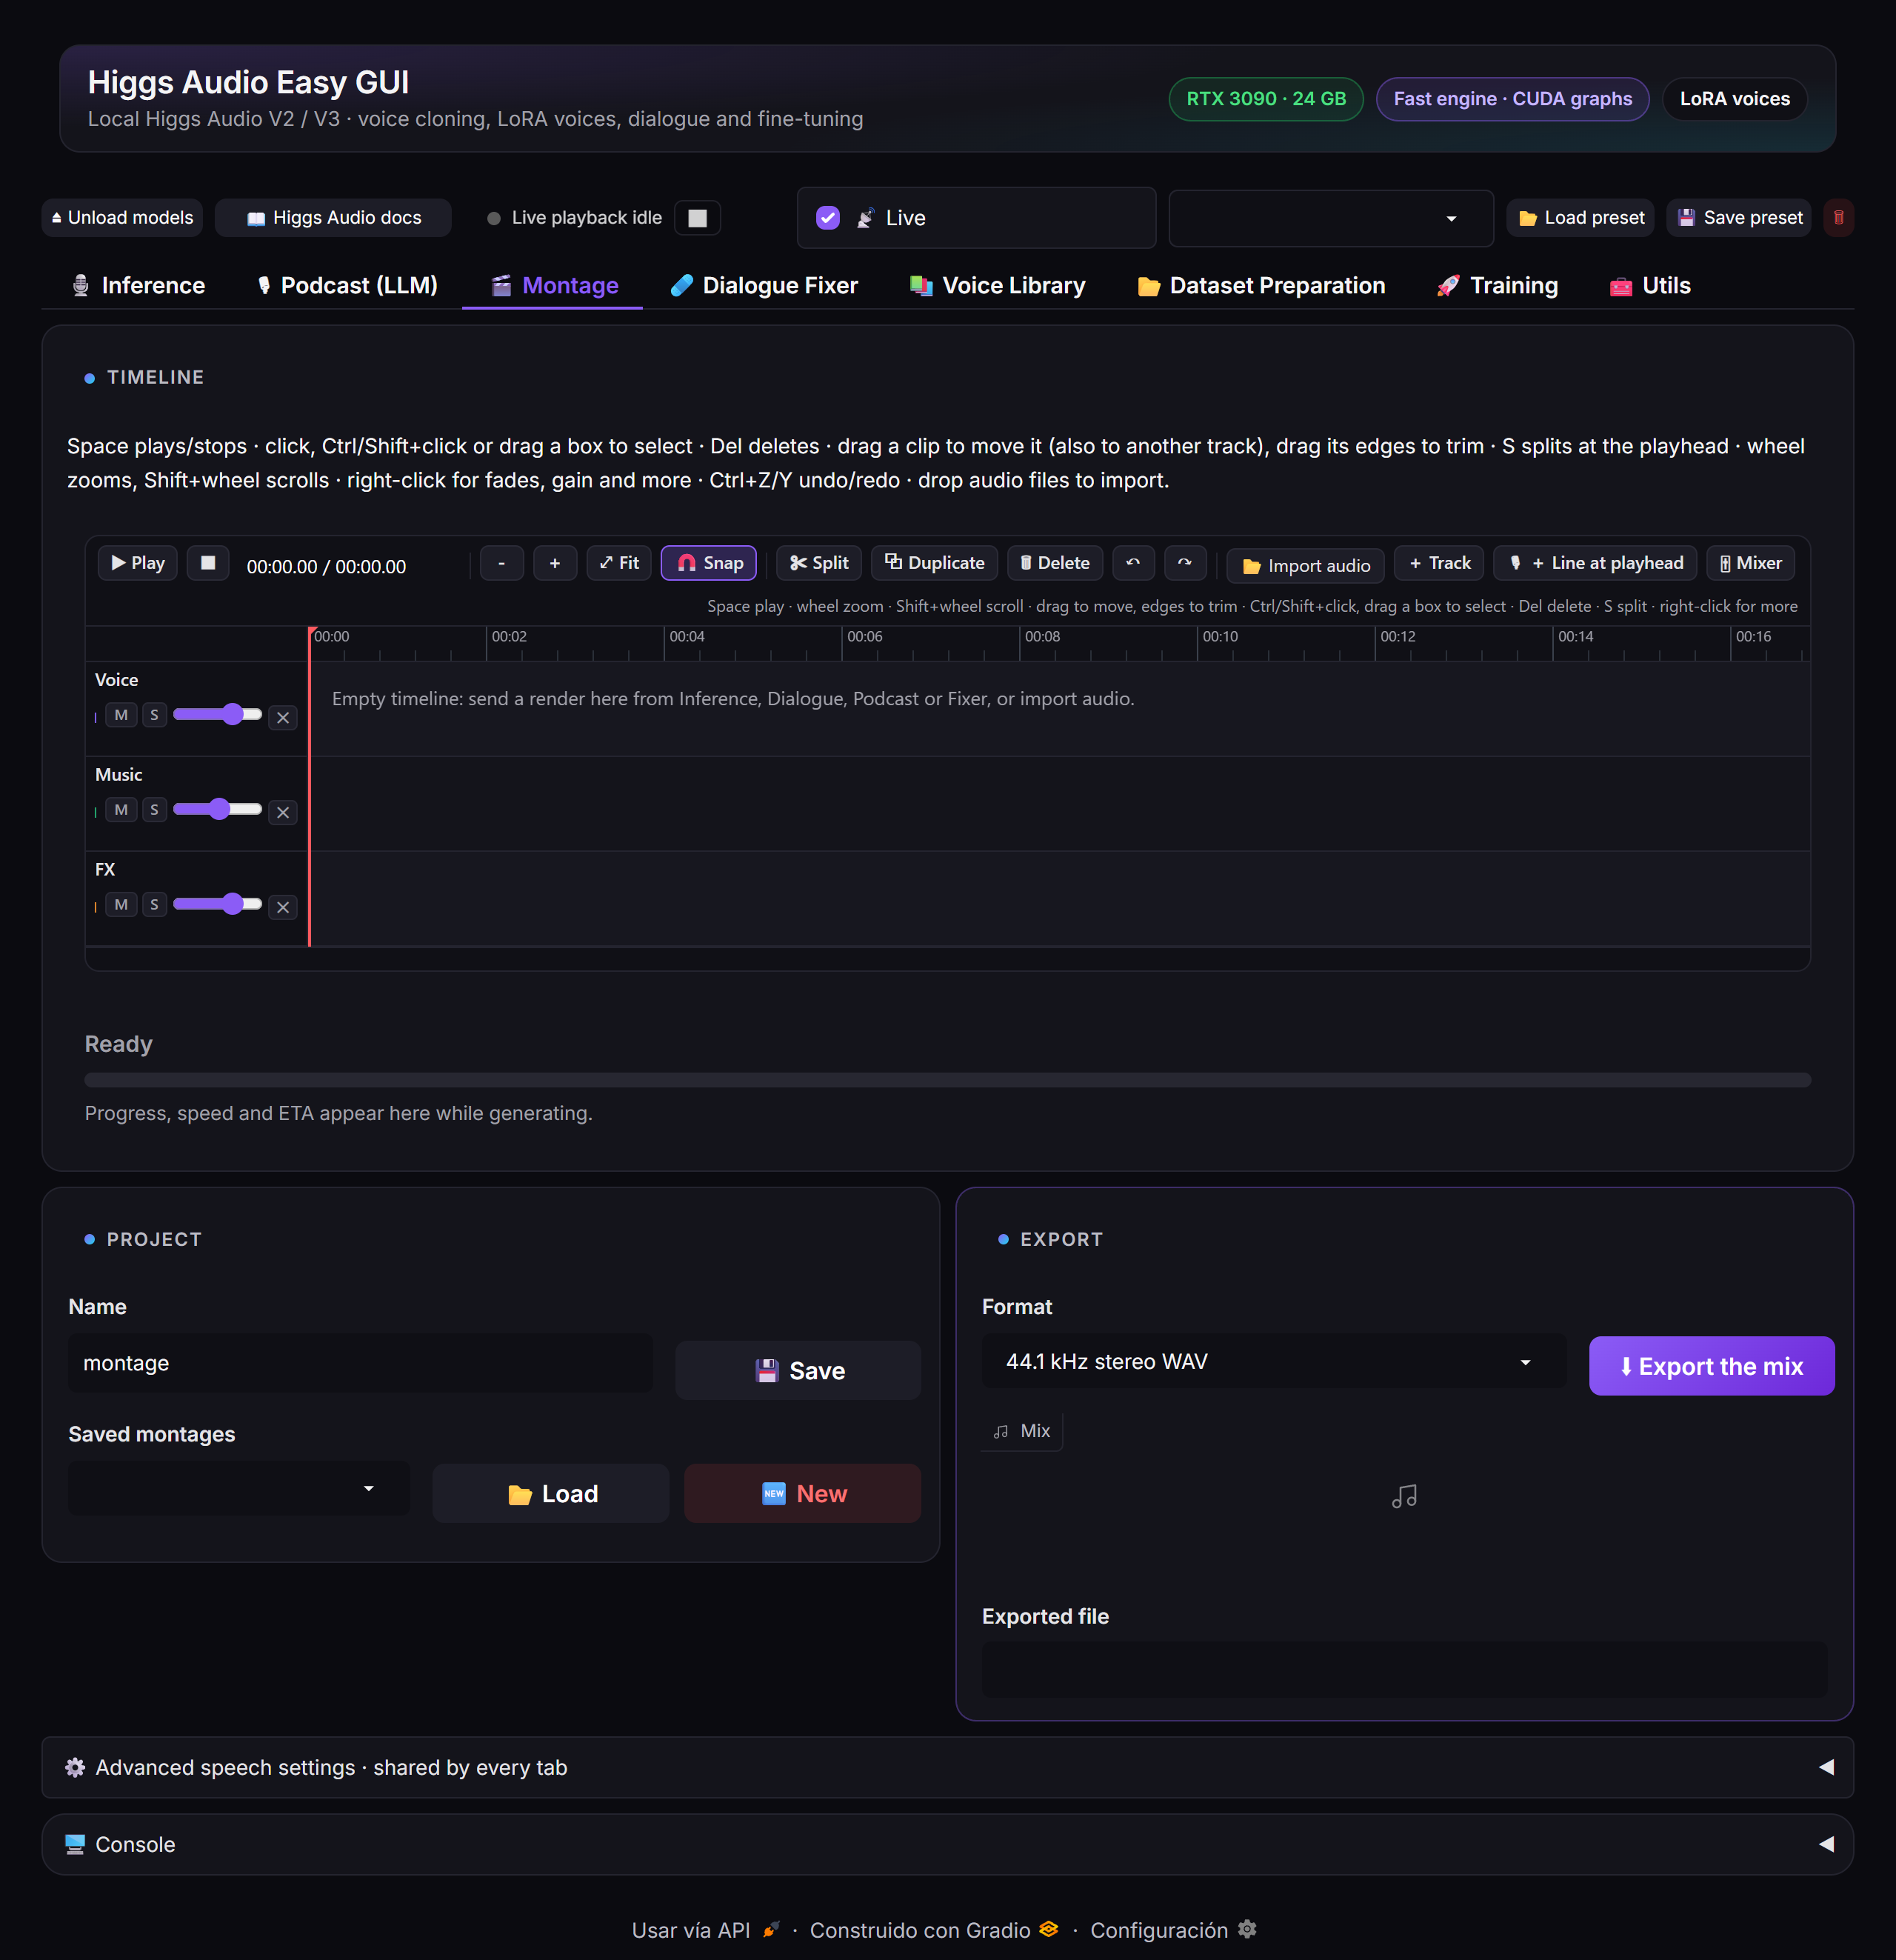 Higgs Audio Easy GUI
Local Higgs Audio V2 / V3 · voice cloning, LoRA voices, dialogue and fine-tuning
RTX 3090 · 24 GB
Fast engine · CUDA graphs
LoRA voices
Unload models
Higgs Audio docs
Live playback idle
Live
Load preset
Save preset
Inference
Podcast (LLM)
Montage
Dialogue Fixer
Voice Library
Dataset Preparation
Training
Utils
TIMELINE
Space plays/stops · click, Ctrl/Shift+click or drag a box to select · Del deletes · drag a clip to move it (also to another track), drag its edges to trim · S splits at the playhead · wheel
zooms, Shift+wheel scrolls · right-click for fades, gain and more · Ctrl+Z/Y undo/redo · drop audio files to import.
Play
00:00.00 / 00:00.00
-
+
Fit
Snap
Split
Duplicate
Delete
Import audio
+ Track
+ Line at playhead
Mixer
Space play · wheel zoom · Shift+wheel scroll · drag to move, edges to trim · Ctrl/Shift+click, drag a box to select · Del delete · S split · right-click for more
00:00 00:02 00:04 00:06 00:08 00:10 00:12 00:14 00:16
Voice
M S
Empty timeline: send a render here from Inference, Dialogue, Podcast or Fixer, or import audio.
Music
M S
FX
M S
Ready
Progress, speed and ETA appear here while generating.
PROJECT
Name
montage
Save
Saved montages
Load
NEW New
EXPORT
Format
44.1 kHz stereo WAV
Export the mix
Mix
Exported file
Advanced speech settings · shared by every tab
Console
Usar vía API · Construido con Gradio · Configuración